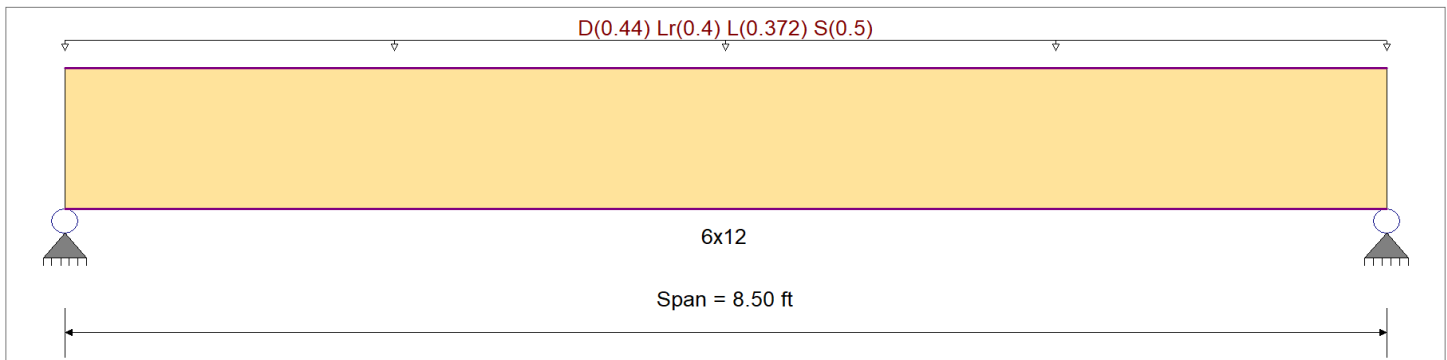 D(0.44) Lr(0.4) L(0.372) S(0.5)
6x12
Span = 8.50 ft